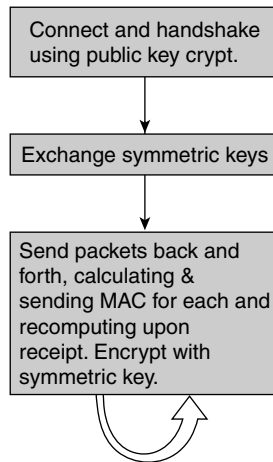 Connect and handshake
using public key crypt.
Exchange symmetric keys
Send packets back and
forth, calculating &
sending MAC for each and
recomputing upon
receipt. Encrypt with
symmetric key.